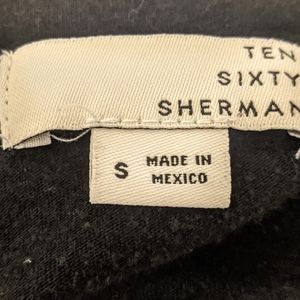 TEN
SIXTY
SHERMAN
S MADE IN
MEXICO